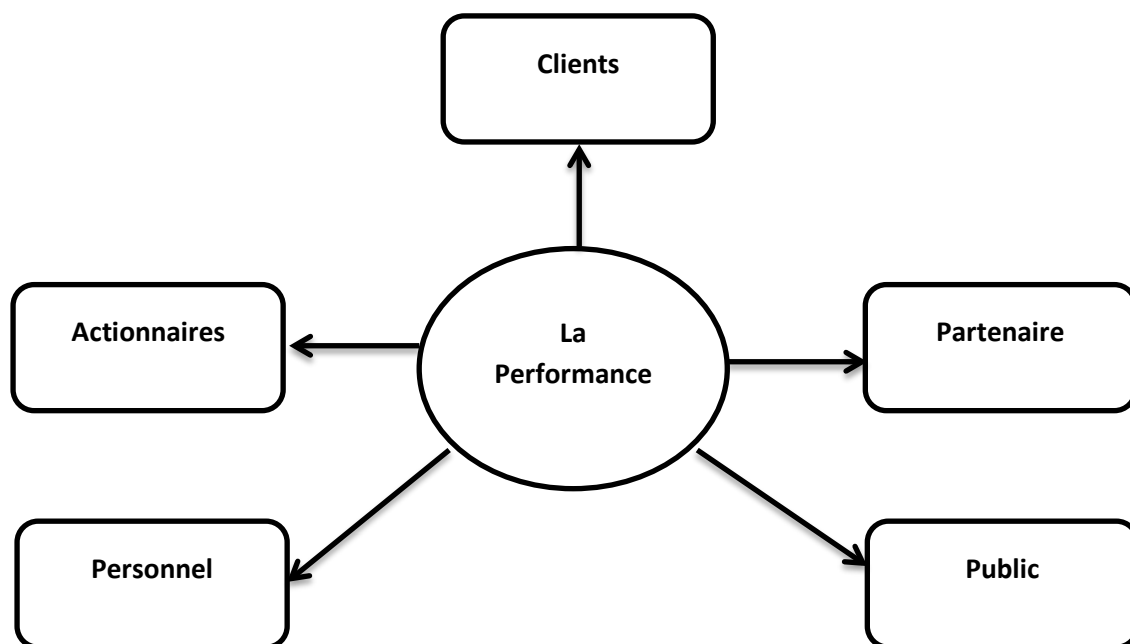 Clients
Actionnaires
La
Performance
Partenaire
Personnel
Public